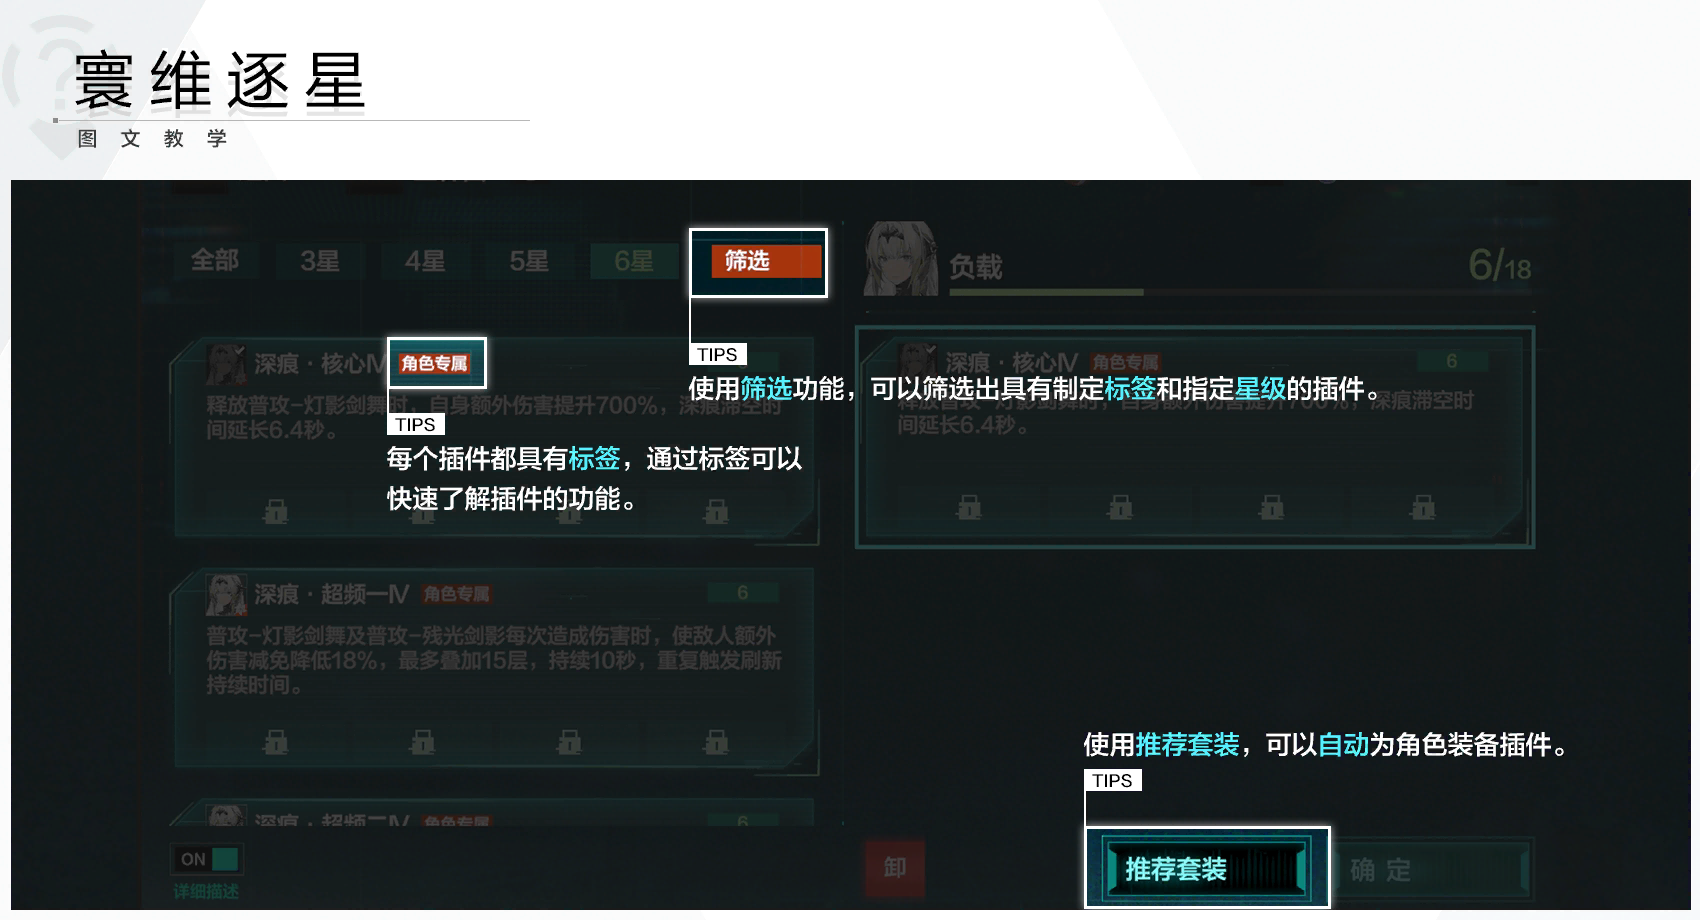 寰维逐星
图文教学
全部
3星
4星
5星
6星
筛选
负载
6/18
TIPS
使用筛选功能，可以筛选出具有制定标签和指定星级的插件。
深痕·核心Ⅳ
角色专属
释放普攻-灯影剑舞时，自身额外伤害提升700%，深痕滞空时
间延长6.4秒。
TIPS
每个插件都具有标签，通过标签可以
快速了解插件的功能。
深痕·核心Ⅳ
角色专属
6
释放普攻-灯影剑舞时，自身额外伤害提升700%，深痕滞空时
间延长6.4秒。
深痕·超频一Ⅳ
角色专属
6
普攻-灯影剑舞及普攻-残光剑影每次造成伤害时，使敌人额外
伤害减免降低18%，最多叠加15层，持续10秒，重复触发刷新
持续时间。
深痕·超频二Ⅳ
角色专属
6
ON
详细描述
卸
使用推荐套装，可以自动为角色装备插件。
TIPS
推荐套装
确定